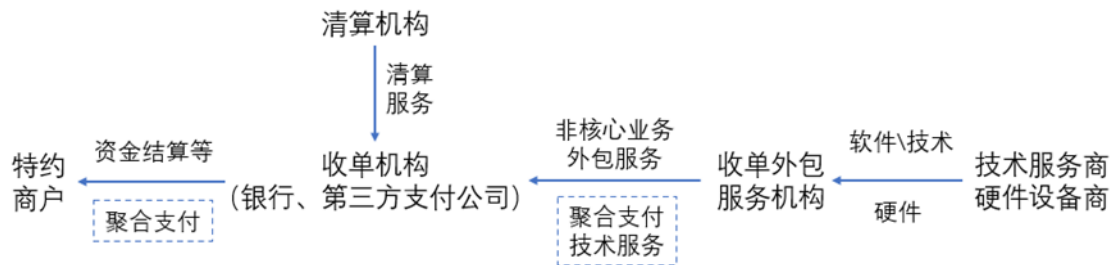 清算机构
清算
服务
非核心业务
外包服务
资金结算等
软件\技术
特约
商户
收单机构
(银行、第三方支付公司)
收单外包
服务机构
技术服务商
硬件设备商
聚合支付
聚合支付
技术服务
硬件